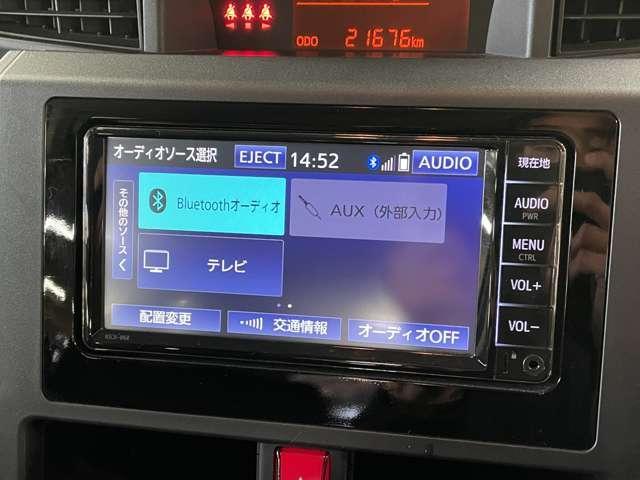 ODO 21676km
オーディオソース選択 EJECT 14:52 AUDIO
現在地
その他のソース
Bluetoothオーディオ
AUX (外部入力)
AUDIO
PWR
テレビ
MENU
CTRL
VOL+
配置変更
交通情報
オーディオOFF
VOL−